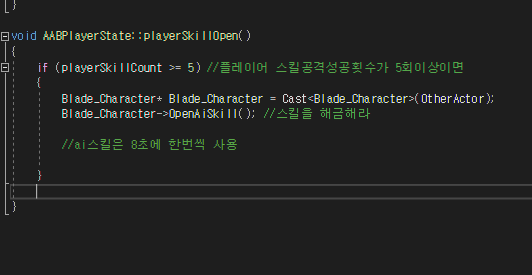 }
void AABPlayerState::playerSkillOpen()
{
if (playerSkillCount >= 5) //플레이어 스킬공격성공횟수가 5회이상이면
{
Blade_Character* Blade_Character = Cast<Blade_Character>(OtherActor);
Blade_Character->OpenAiSkill(); //스킬을 해금해라
//ai스킬은 8초에 한번씩 사용
}
}